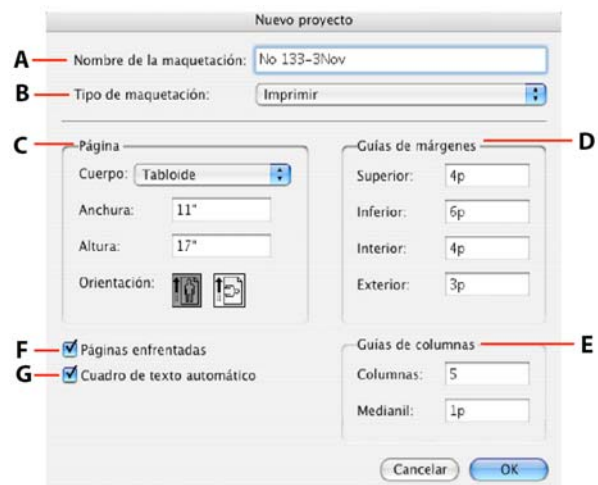 Nuevo proyecto
A Nombre de la maquetación: No 133-3Nov
B Tipo de maquetación: Imprimir
C Página
Cuerpo: Tabloide
Anchura: 11"
Altura: 17"
Orientación:
D Guías de márgenes
Superior: 4p
Inferior: 6p
Interior: 4p
Exterior: 3p
F Páginas enfrentadas
G Cuadro de texto automático
E Guías de columnas
Columnas: 5
Medianil: 1p
Cancelar OK